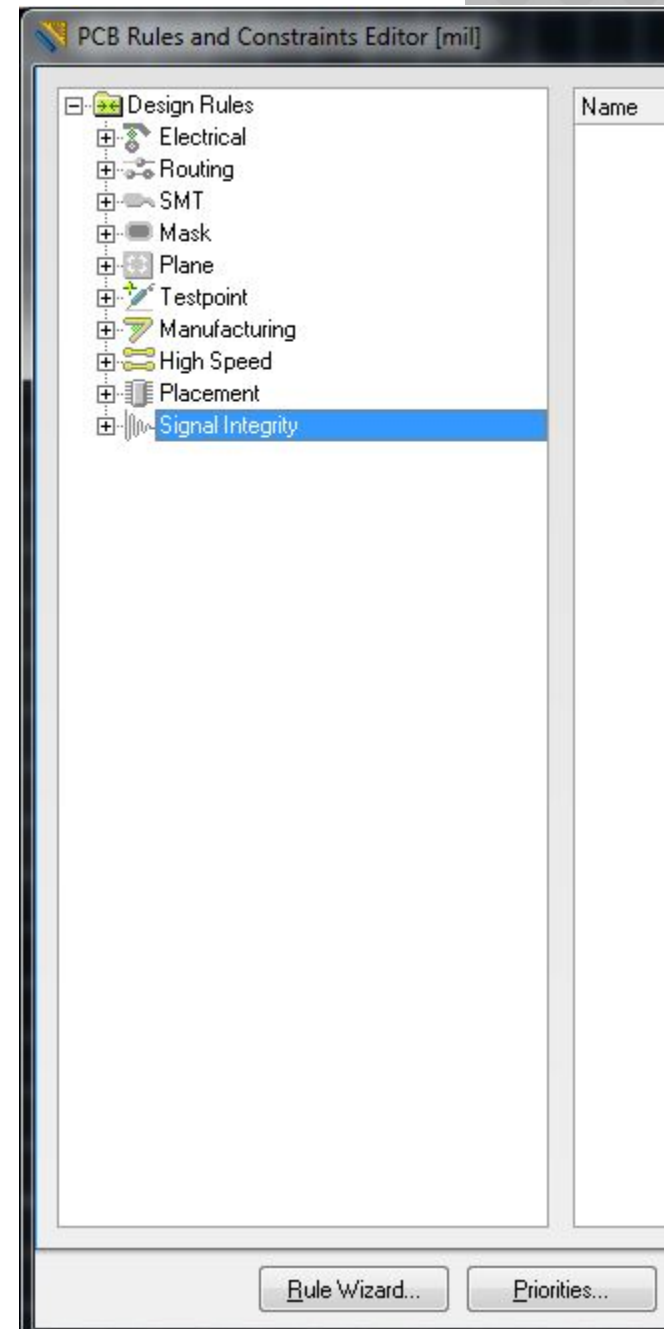 PCB Rules and Constraints Editor [mil]
Design Rules
Electrical
Routing
SMT
Mask
Plane
Testpoint
Manufacturing
High Speed
Placement
Signal Integrity
Name
Rule Wizard...
Priorities...